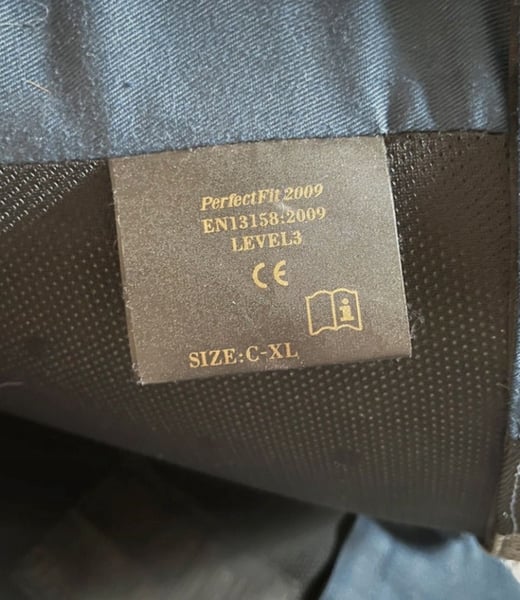 PerfectFit 2009
EN13158:2009
LEVEL3
CE
i
SIZE:C-XL